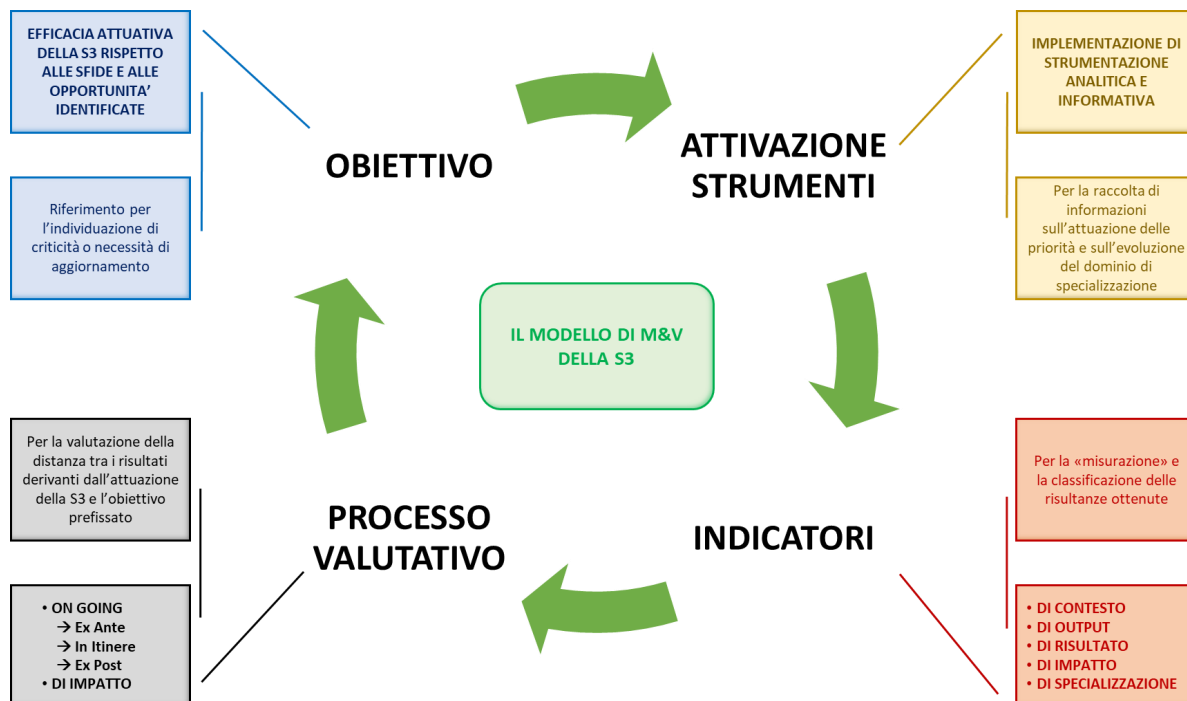 EFFICACIA ATTUATIVA
DELLA S3 RISPETTO
ALLE SFIDE E ALLE
OPPORTUNITA’
IDENTIFICATE
Riferimento per
l’individuazione di
criticità o necessità di
aggiornamento
OBIETTIVO
ATTIVAZIONE
STRUMENTI
IMPLEMENTAZIONE DI
STRUMENTAZIONE
ANALITICA E
INFORMATIVA
Per la raccolta di
informazioni
sull’attuazione delle
priorità e sull’evoluzione
del dominio di
specializzazione
IL MODELLO DI M&V
DELLA S3
Per la valutazione della
distanza tra i risultati
derivanti dall’attuazione
della S3 e l’obiettivo
prefissato
• ON GOING
→ Ex Ante
→ In Itinere
→ Ex Post
• DI IMPATTO
PROCESSO
VALUTATIVO
INDICATORI
Per la «misurazione» e
la classificazione delle
risultanze ottenute
• DI CONTESTO
• DI OUTPUT
• DI RISULTATO
• DI IMPATTO
• DI SPECIALIZZAZIONE